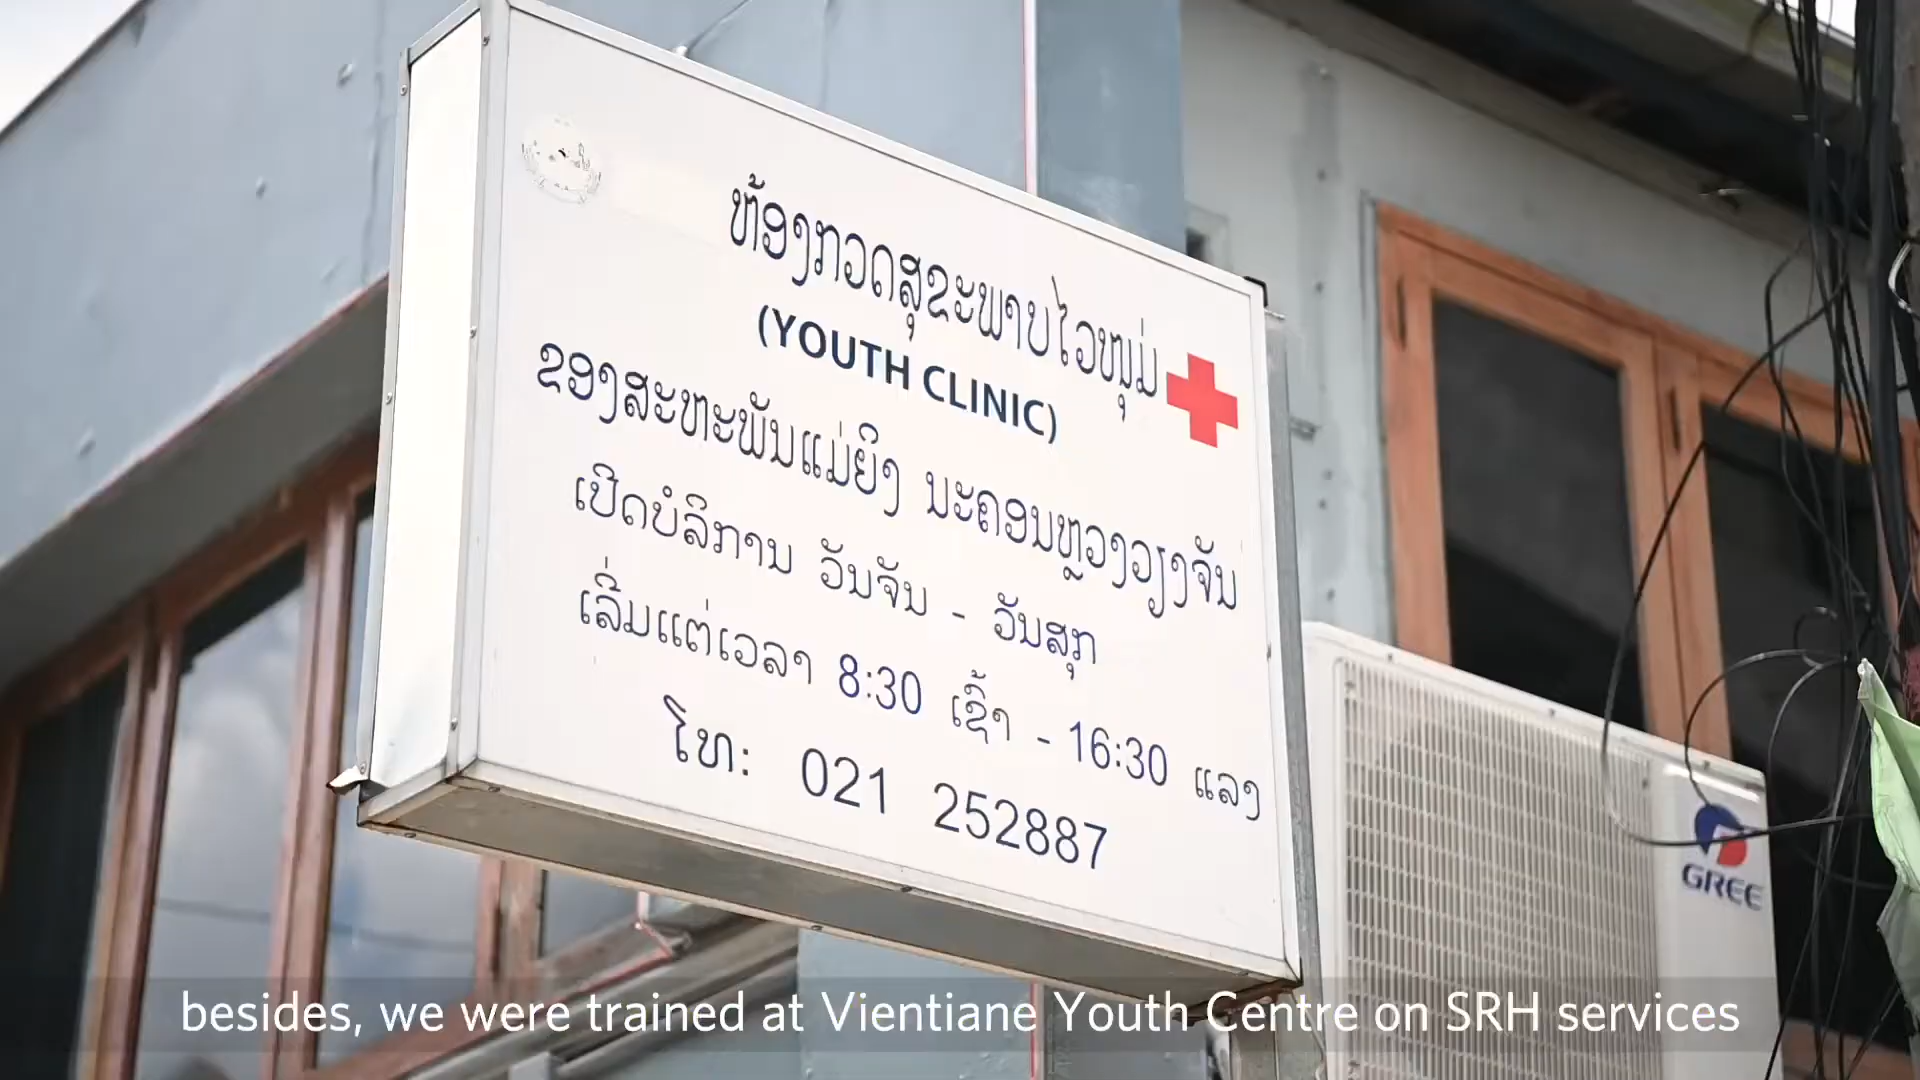 ຫ້ອງກວດສຸຂະພາບໄວໜຸ່ມ
(YOUTH CLINIC)
ຂອງສະຫະພັນແມ່ຍິງ ນະຄອນຫຼວງວຽງຈັນ
ເປີດບໍລິການ ວັນຈັນ - ວັນສຸກ
ເລີ່ມແຕ່ເວລາ 8:30 ເຊົ້າ - 16:30 ແລງ
ໂທ: 021 252887
GREE
besides, we were trained at Vientiane Youth Centre on SRH services